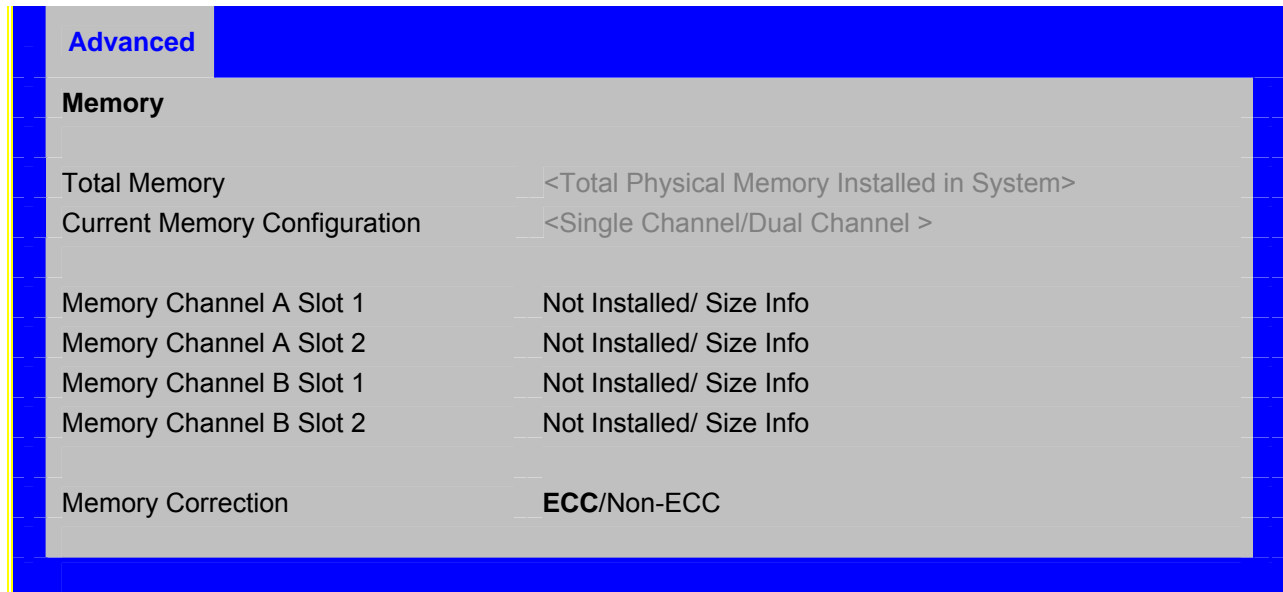 Advanced
Memory
Total Memory <Total Physical Memory Installed in System>
Current Memory Configuration <Single Channel/Dual Channel >
Memory Channel A Slot 1 Not Installed/ Size Info
Memory Channel A Slot 2 Not Installed/ Size Info
Memory Channel B Slot 1 Not Installed/ Size Info
Memory Channel B Slot 2 Not Installed/ Size Info
Memory Correction ECC/Non-ECC